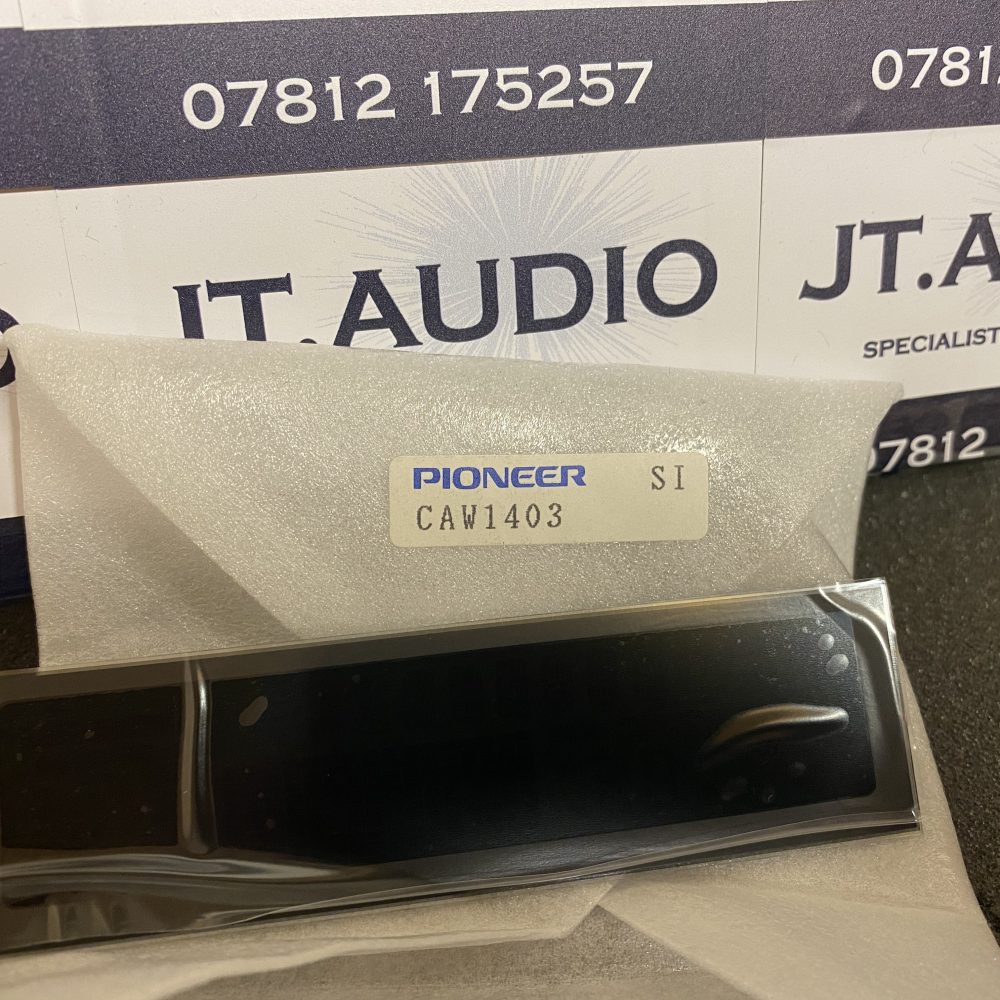 07812 175257
0781
JT.AUDIO
JT.A
SPECIALIST
07812
PIONEER SI
CAW1403